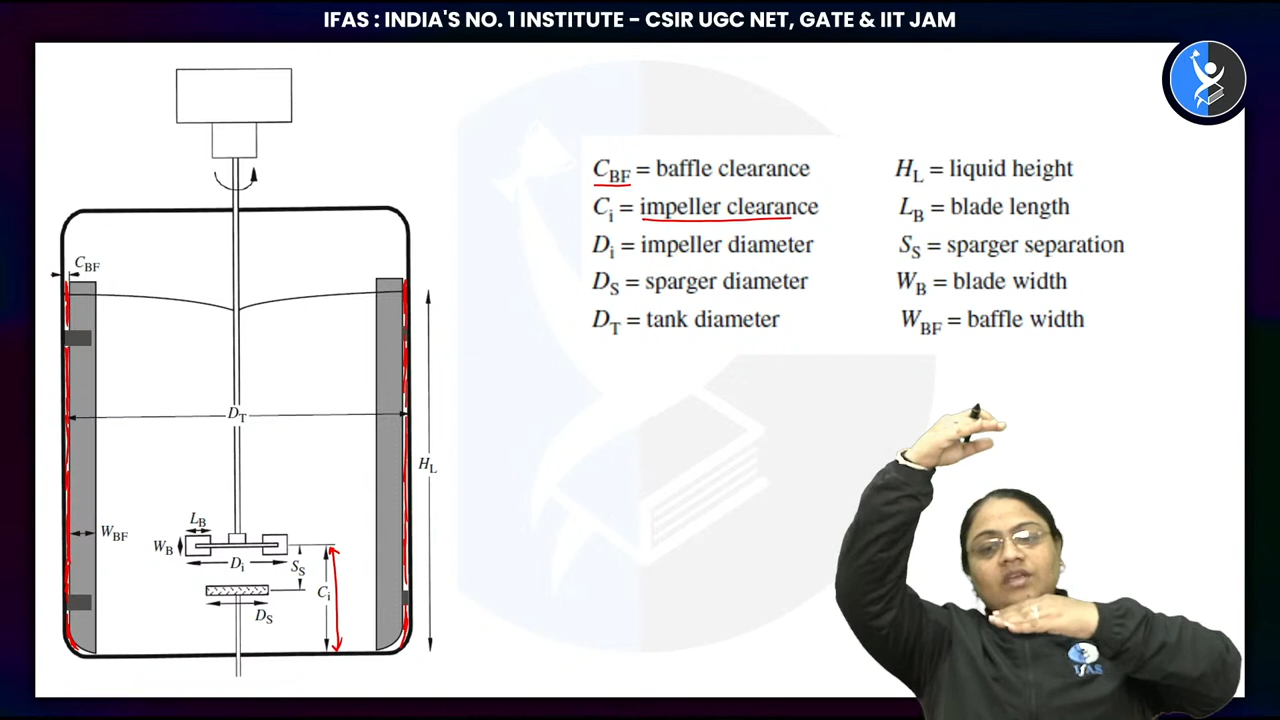 IFAS : INDIA'S NO. 1 INSTITUTE – CSIR UGC NET, GATE & IIT JAM
C_BF = baffle clearance
C_i = impeller clearance
D_i = impeller diameter
D_S = sparger diameter
D_T = tank diameter
H_L = liquid height
L_B = blade length
S_S = sparger separation
W_B = blade width
W_BF = baffle width
C_BF
D_T
H_L
L_B
W_BF
W_B
D_i
S_S
C_i
D_S
IFAS